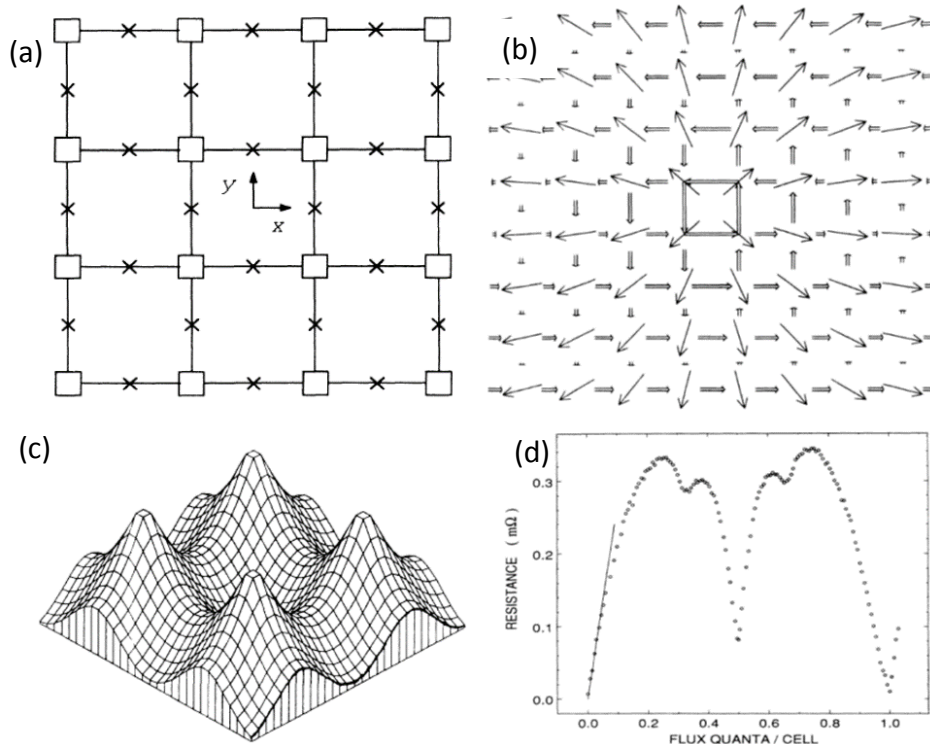 (a)
y
x
(b)
(c)
(d)
RESISTANCE ( mΩ )
0.3
0.2
0.1
0.0
0.0 0.2 0.4 0.6 0.8 1.0
FLUX QUANTA / CELL